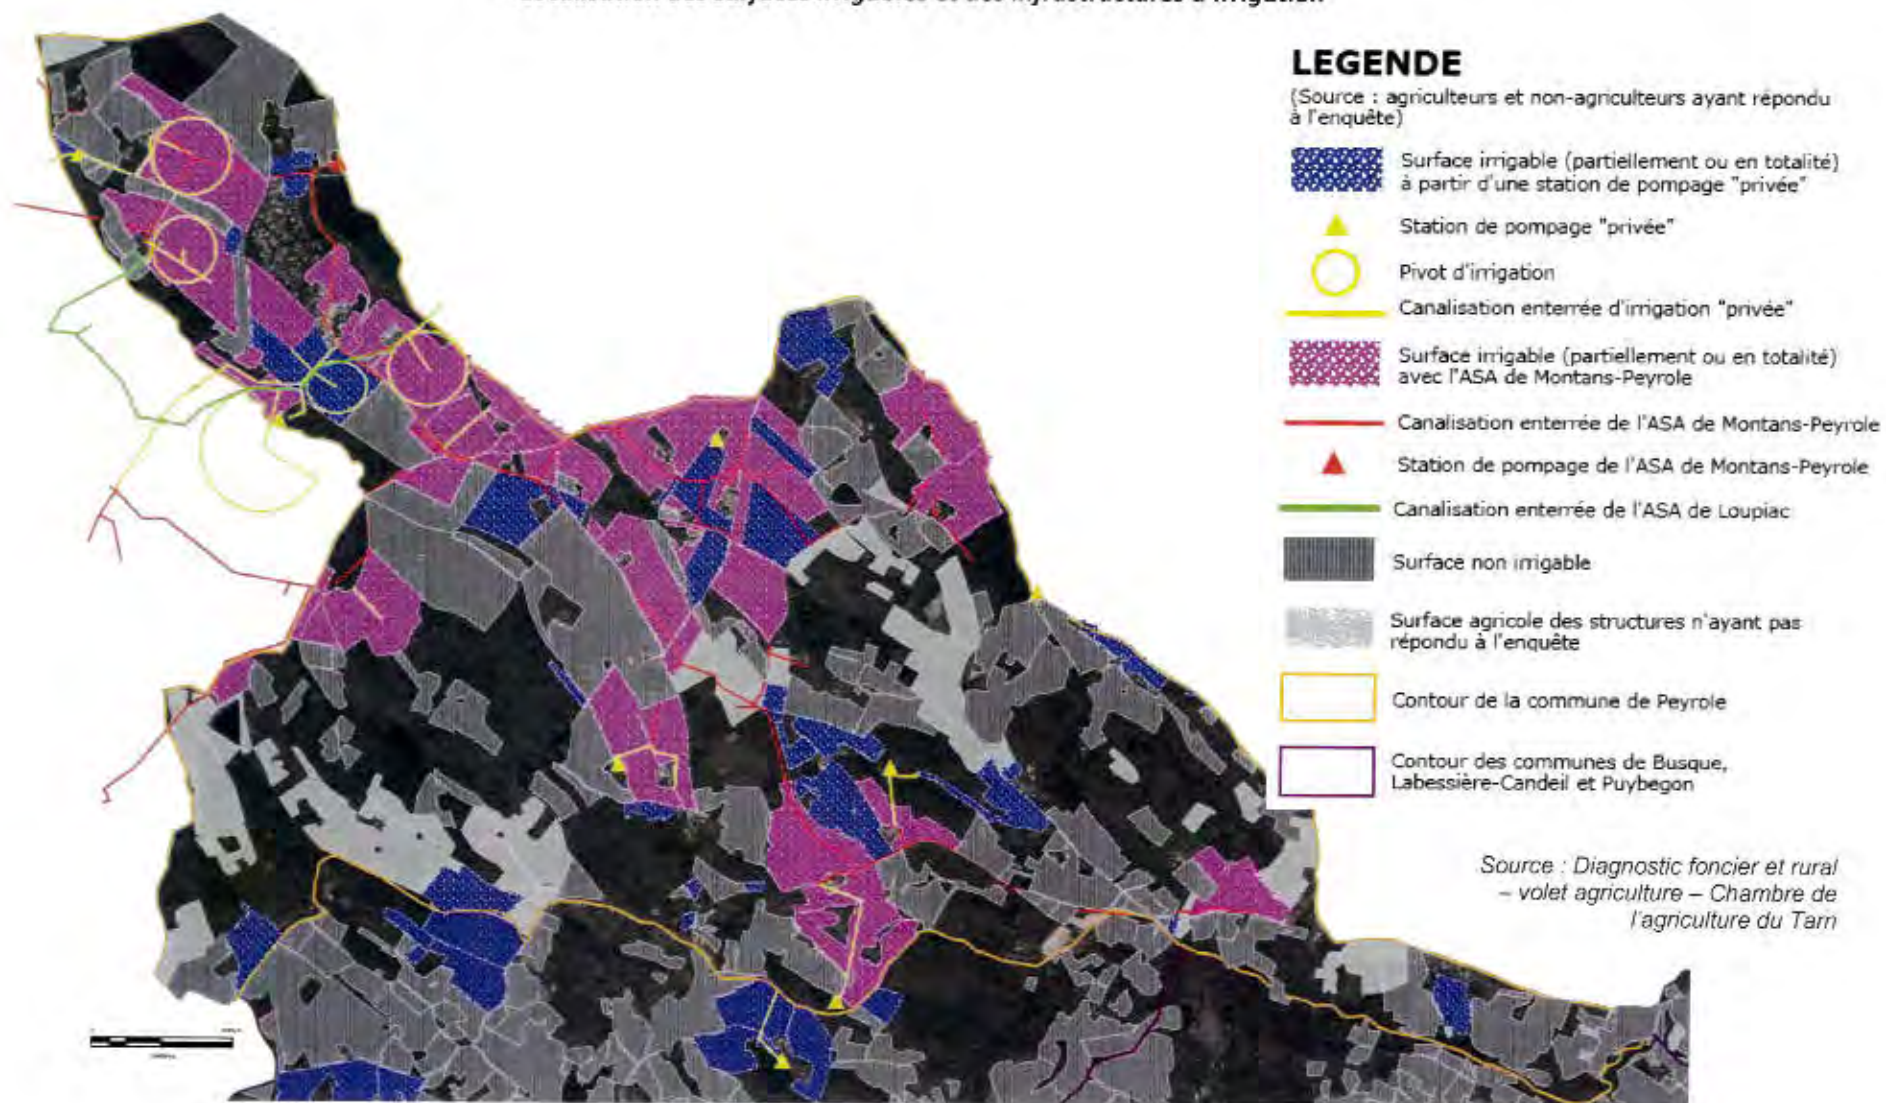 LEGENDE
(Source : agriculteurs et non-agriculteurs ayant répondu
à l'enquête)
Surface irrigable (partiellement ou en totalité)
à partir d'une station de pompage "privée"
Station de pompage "privée"
Pivot d'irrigation
Canalisation enterrée d'irrigation "privée"
Surface irrigable (partiellement ou en totalité)
avec l'ASA de Montans-Peyrole
Canalisation enterrée de l'ASA de Montans-Peyrole
Station de pompage de l'ASA de Montans-Peyrole
Canalisation enterrée de l'ASA de Loupiac
Surface non irrigable
Surface agricole des structures n'ayant pas
répondu à l'enquête
Contour de la commune de Peyrole
Contour des communes de Busque,
Labessière-Candeil et Puybegon
Source : Diagnostic foncier et rural
– volet agriculture – Chambre de
l'agriculture du Tarn